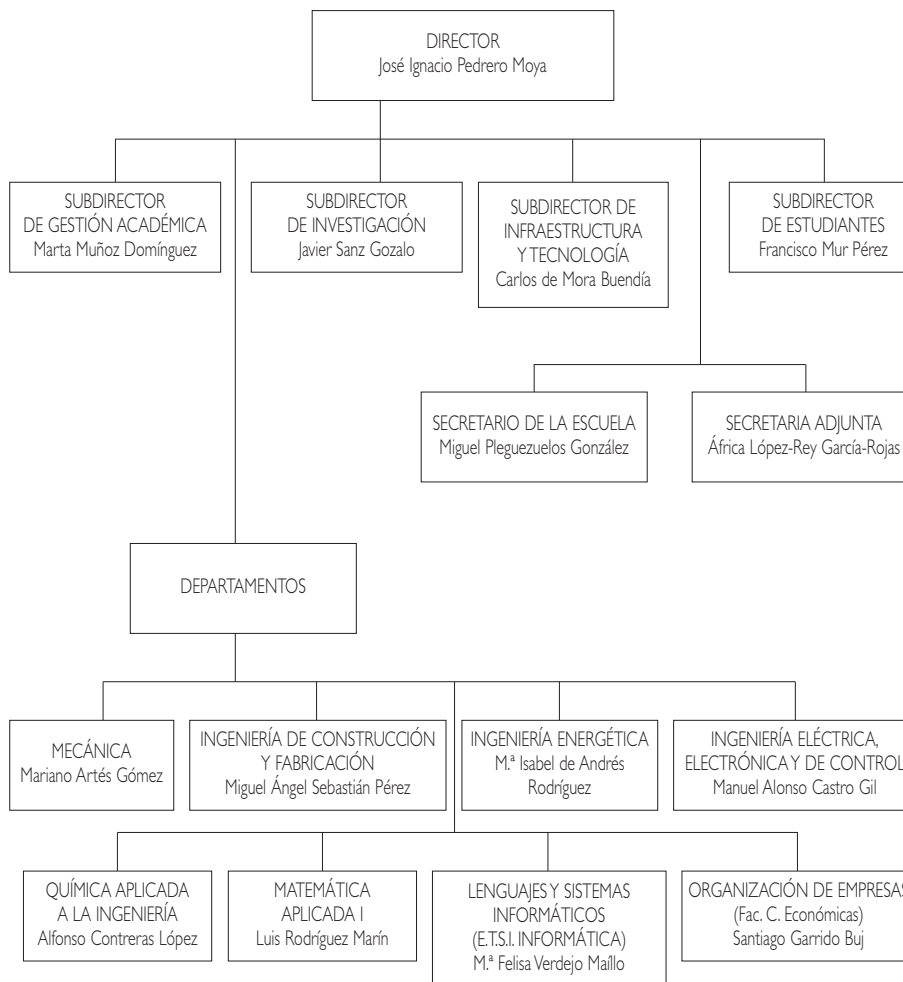 DIRECTOR
José Ignacio Pedrero Moya
SUBDIRECTOR
DE GESTIÓN ACADÉMICA
Marta Muñoz Domínguez
SUBDIRECTOR
DE INVESTIGACIÓN
Javier Sanz Gozalo
SUBDIRECTOR DE
INFRAESTRUCTURA
Y TECNOLOGÍA
Carlos de Mora Buendía
SUBDIRECTOR
DE ESTUDIANTES
Francisco Mur Pérez
SECRETARIO DE LA ESCUELA
Miguel Pleguezuelos González
SECRETARIA ADJUNTA
África López-Rey García-Rojas
DEPARTAMENTOS
MECÁNICA
Mariano Artés Gómez
INGENIERÍA DE CONSTRUCCIÓN
Y FABRICACIÓN
Miguel Ángel Sebastián Pérez
INGENIERÍA ENERGÉTICA
M.ª Isabel de Andrés
Rodríguez
INGENIERÍA ELÉCTRICA,
ELECTRÓNICA Y DE CONTROL
Manuel Alonso Castro Gil
QUÍMICA APLICADA
A LA INGENIERÍA
Alfonso Contreras López
MATEMÁTICA
APLICADA I
Luis Rodríguez Marín
LENGUAJES Y SISTEMAS
INFORMÁTICOS
(E.T.S.I. INFORMÁTICA)
M.ª Felisa Verdejo Maíllo
ORGANIZACIÓN DE EMPRESAS
(Fac. C. Económicas)
Santiago Garrido Buj